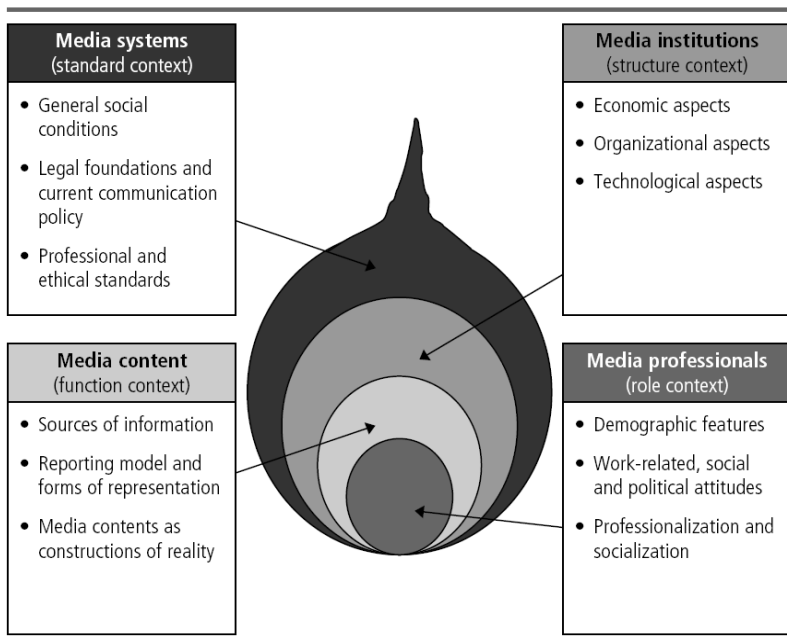 Media systems
(standard context)
• General social
conditions
• Legal foundations and
current communication
policy
• Professional and
ethical standards
Media institutions
(structure context)
• Economic aspects
• Organizational aspects
• Technological aspects
Media content
(function context)
• Sources of information
• Reporting model and
forms of representation
• Media contents as
constructions of reality
Media professionals
(role context)
• Demographic features
• Work-related, social
and political attitudes
• Professionalization and
socialization